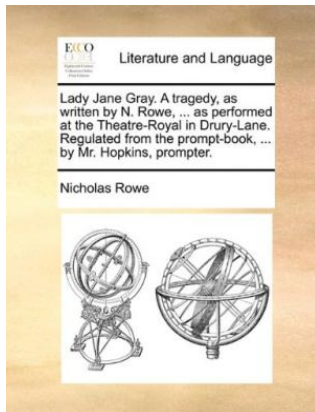 ECCO
Literature and Language
Lady Jane Gray. A tragedy, as
written by N. Rowe, ... as performed
at the Theatre-Royal in Drury-Lane.
Regulated from the prompt-book, ...
by Mr. Hopkins, prompter.
Nicholas Rowe